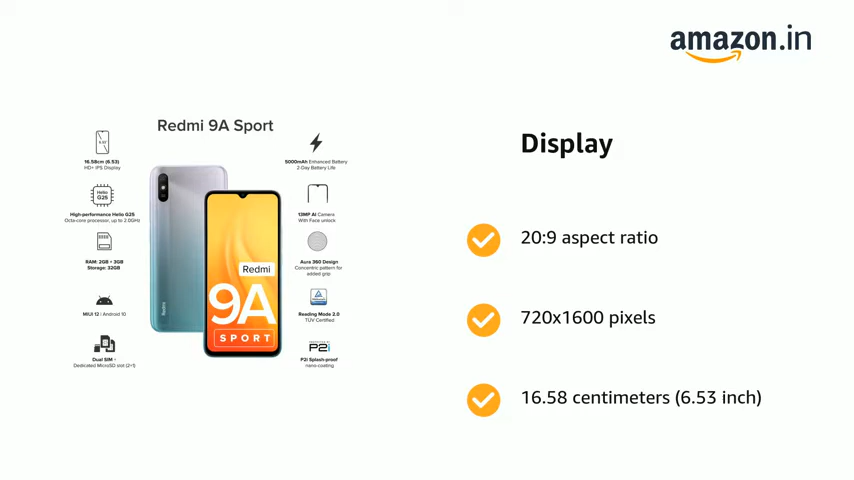 amazon.in
Redmi 9A Sport
6.53"
16.58cm (6.53)
HD+ IPS Display
Helio
G25
High-performance Helio G25
Octa-core processor, up to 2.0GHz
RAM: 2GB + 3GB
Storage: 32GB
MIUI 12 | Android 10
Dual SIM +
Dedicated MicroSD slot (2+1)
Redmi
Redmi
9A
SPORT
5000mAh Enhanced Battery
2-Day Battery Life
13MP AI Camera
With Face unlock
Aura 360 Design
Concentric pattern for
added grip
Reading Mode 2.0
TÜV Certified
P2i
P2i Splash-proof
nano-coating
Display
20:9 aspect ratio
720x1600 pixels
16.58 centimeters (6.53 inch)